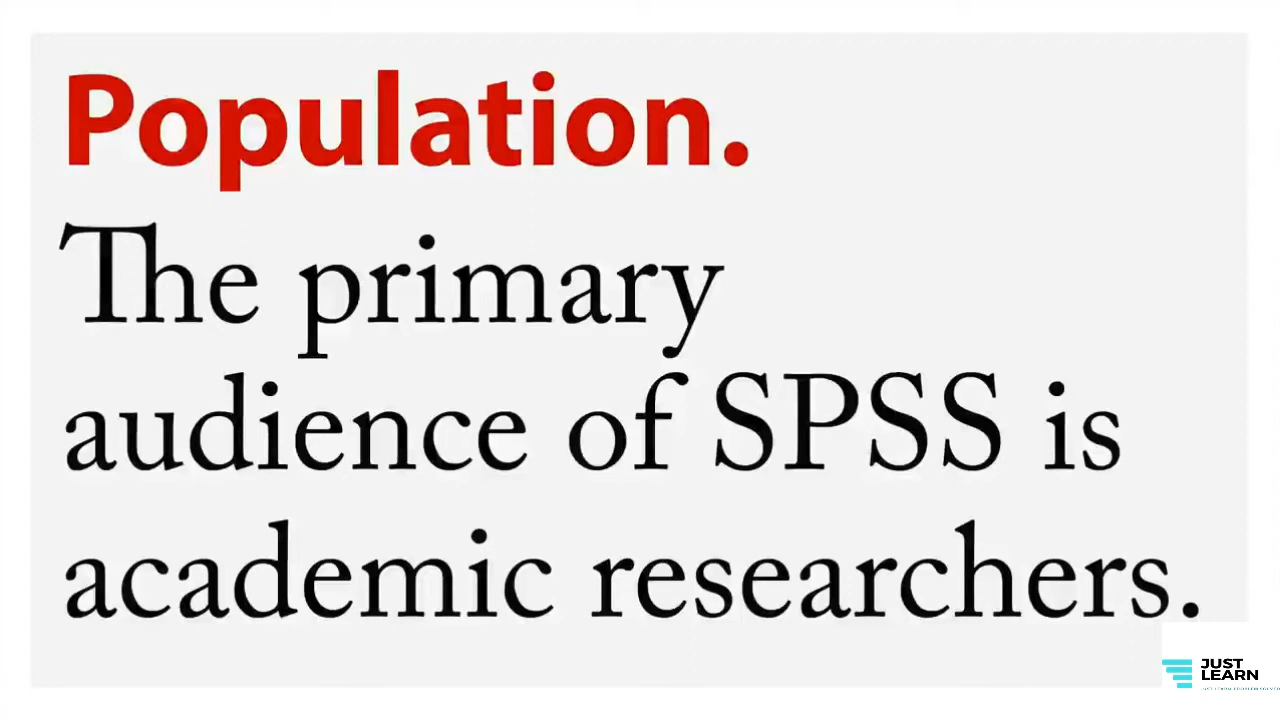 Population.
The primary
audience of SPSS is
academic researchers.
JUST
LEARN